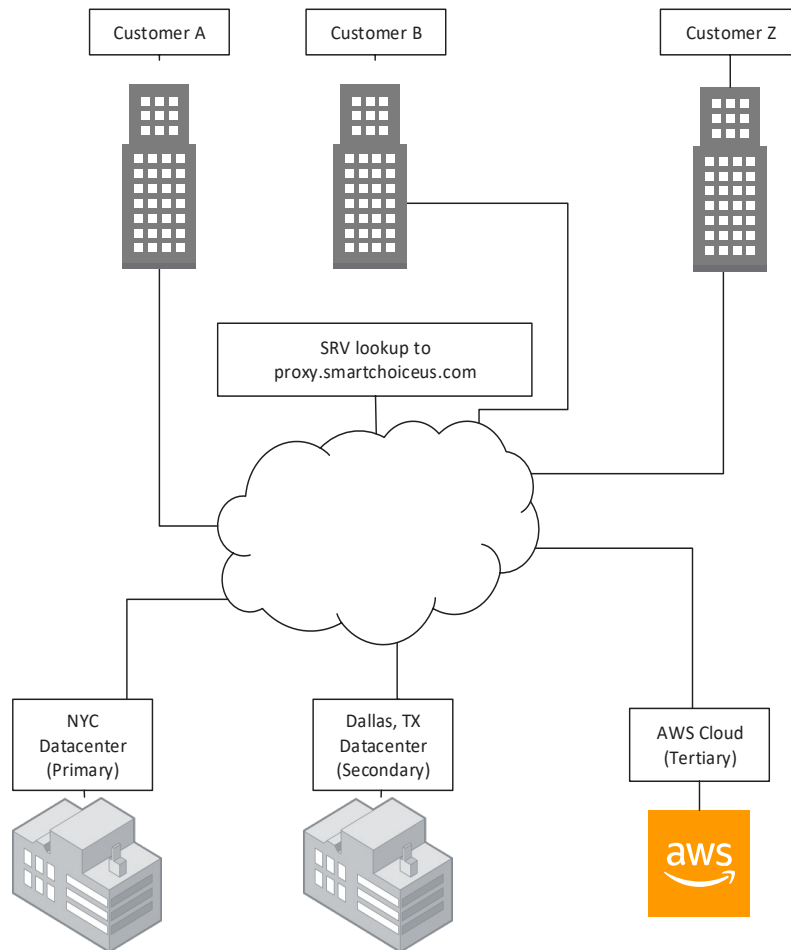 Customer A
Customer B
Customer Z
SRV lookup to
proxy.smartchoiceus.com
NYC
Datacenter
(Primary)
Dallas, TX
Datacenter
(Secondary)
AWS Cloud
(Tertiary)
aws